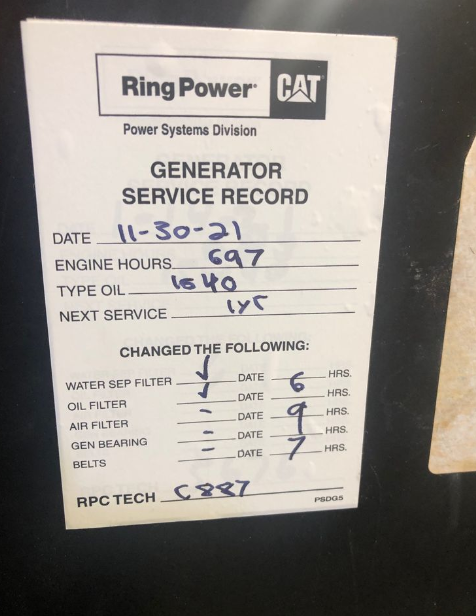 Ring Power CAT
Power Systems Division
GENERATOR
SERVICE RECORD
DATE 11-30-21
ENGINE HOURS 697
TYPE OIL 1540
NEXT SERVICE 1yr
CHANGED THE FOLLOWING:
WATER SEP FILTER ✓ DATE 6 HRS.
OIL FILTER ✓ DATE HRS.
AIR FILTER - DATE 9 HRS.
GEN BEARING - DATE HRS.
BELTS - DATE 7 HRS.
RPC TECH C887
PSDG5